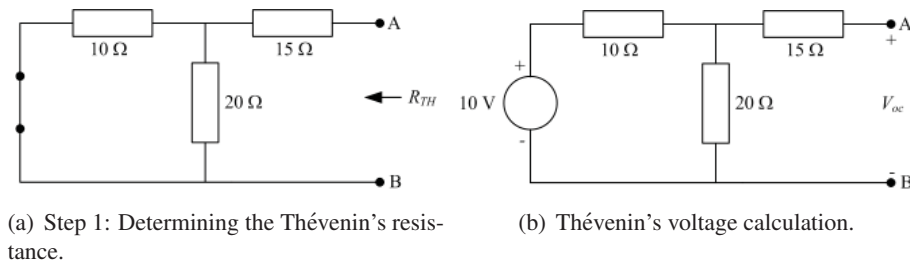 10 Ω
15 Ω
A
20 Ω
R_TH
B
10 Ω
15 Ω
A
+
+
10 V
20 Ω
V_oc
-
-
B
(a) Step 1: Determining the Thévenin's resis-
tance.
(b) Thévenin's voltage calculation.